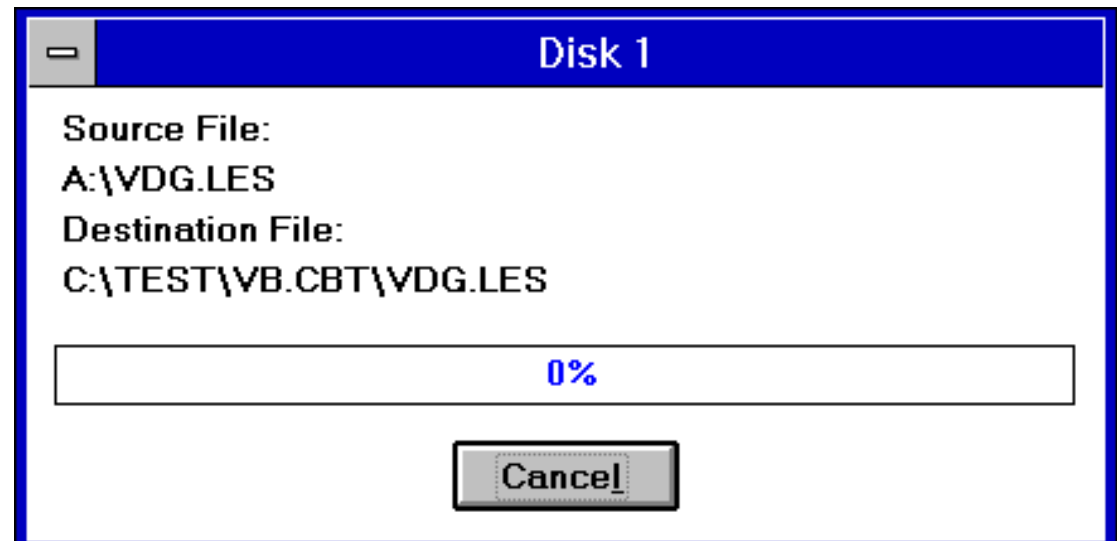 Disk 1
Source File:
A:\VDG.LES
Destination File:
C:\TEST\VB.CBT\VDG.LES
0%
Cancel